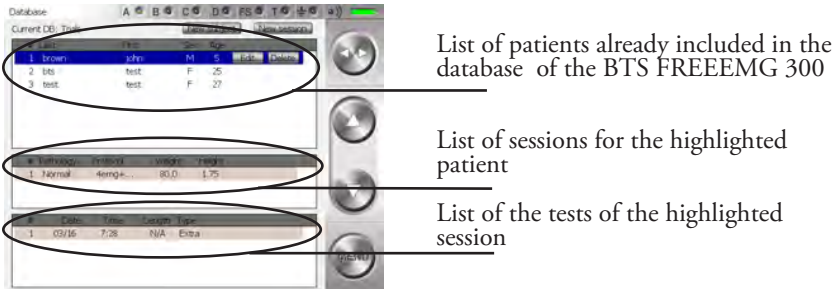 Database A B C D FS T
Current DB: Trials New subject New session
# Last First Sex Age
1 brown john M S Edit Delete
2 bts test F 25
3 test test F 27
# Pathology Protocol Weight Height
1 Normal 4emg+... 80,0 1,75
# Date Time Length Type
1 03/16 7:28 N/A Extra
MENU
List of patients already included in the
database of the BTS FREEEMG 300
List of sessions for the highlighted
patient
List of the tests of the highlighted
session